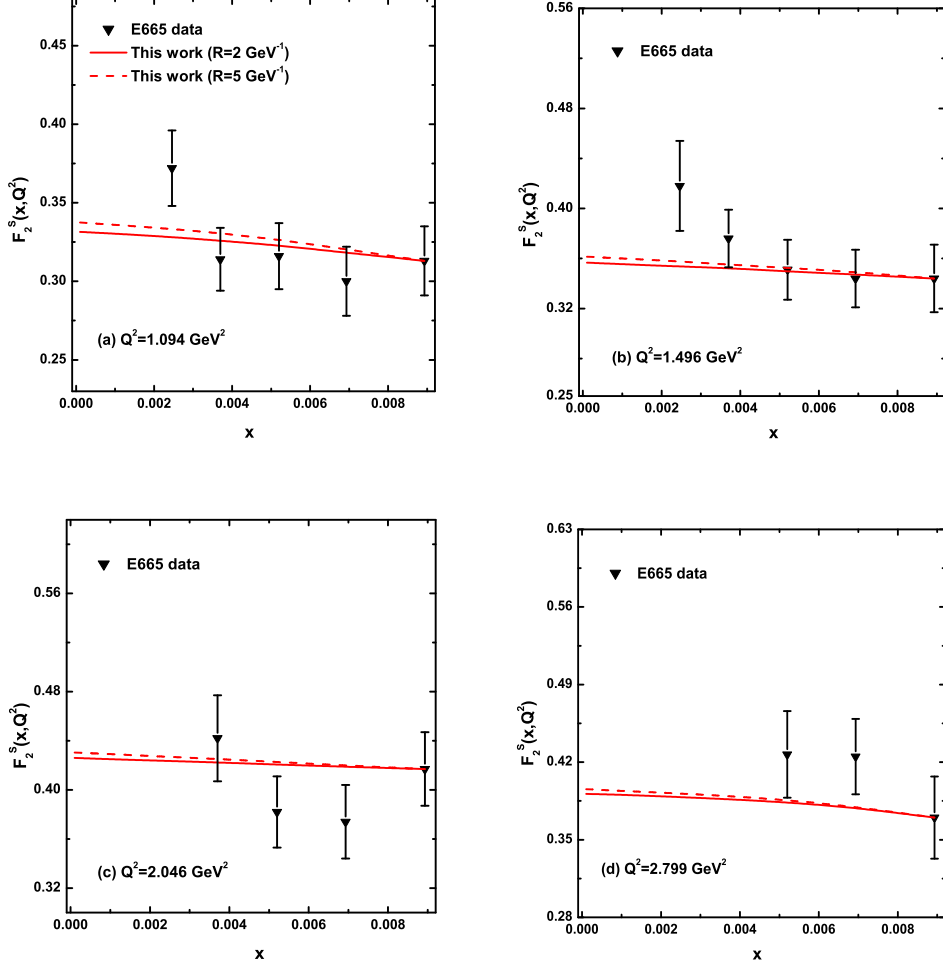 E665 data
This work (R=2 GeV⁻¹)
This work (R=5 GeV⁻¹)
0.45
0.40
0.35
0.30
0.25
F₂ˢ(x,Q²)
(a) Q²=1.094 GeV²
0.000 0.002 0.004 0.006 0.008
x
E665 data
0.56
0.48
0.40
0.32
0.25
F₂ˢ(x,Q²)
(b) Q²=1.496 GeV²
0.000 0.002 0.004 0.006 0.008
x
E665 data
0.56
0.48
0.40
0.32
F₂ˢ(x,Q²)
(c) Q²=2.046 GeV²
0.000 0.002 0.004 0.006 0.008
x
E665 data
0.63
0.56
0.49
0.42
0.35
0.28
F₂ˢ(x,Q²)
(d) Q²=2.799 GeV²
0.000 0.002 0.004 0.006 0.008
x